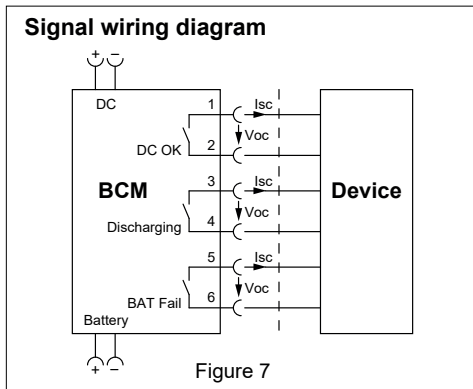 Signal wiring diagram
+ −
DC
1 Isc
Voc
DC OK 2
BCM
3 Isc
Voc
Discharging 4
Device
5 Isc
Voc
BAT Fail 6
Battery
+ −
Figure 7